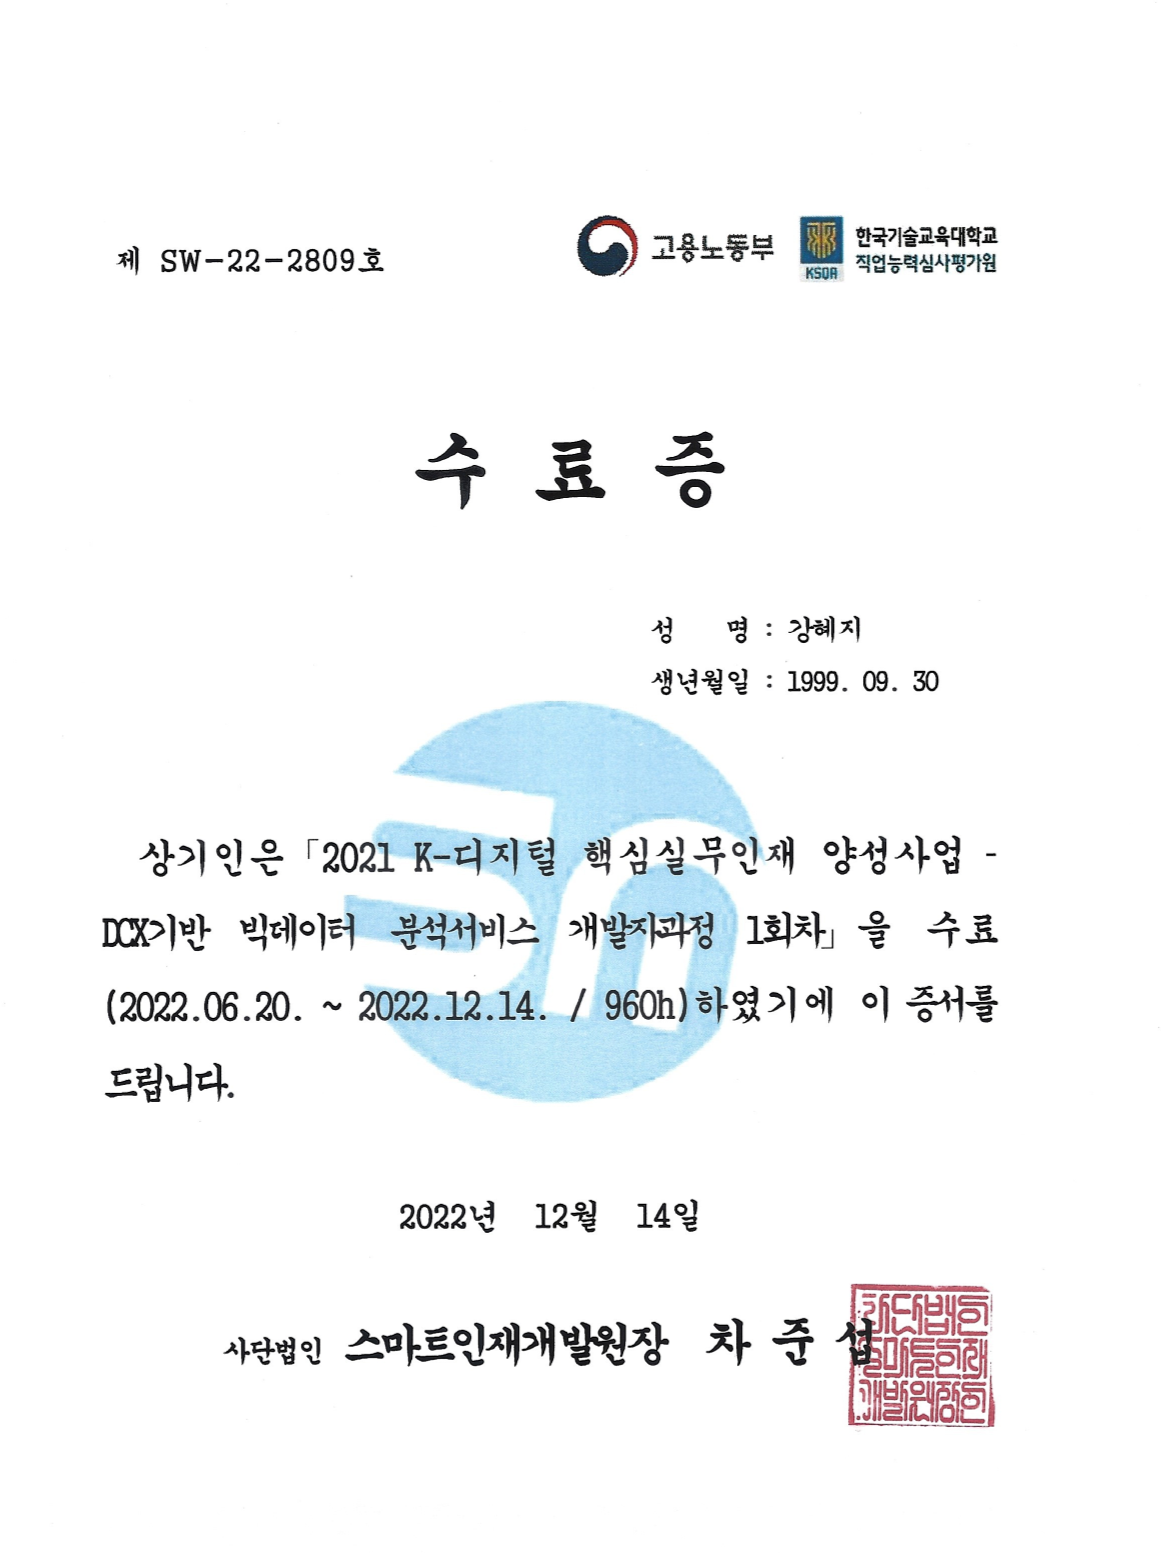 제 SW-22-2809호
고용노동부
KSQA
한국기술교육대학교
직업능력심사평가원
수 료 증
성 명 : 강혜지
생년월일 : 1999. 09. 30
상기인은「2021 K-디지털 핵심실무인재 양성사업 -
DCX기반 빅데이터 분석서비스 개발자과정 1회차」을 수료
(2022.06.20. ~ 2022.12.14. / 960h)하였기에 이 증서를
드립니다.
2022년 12월 14일
사단법인 스마트인재개발원장 차 준 섭
사단법인
스마트인재
개발원장인